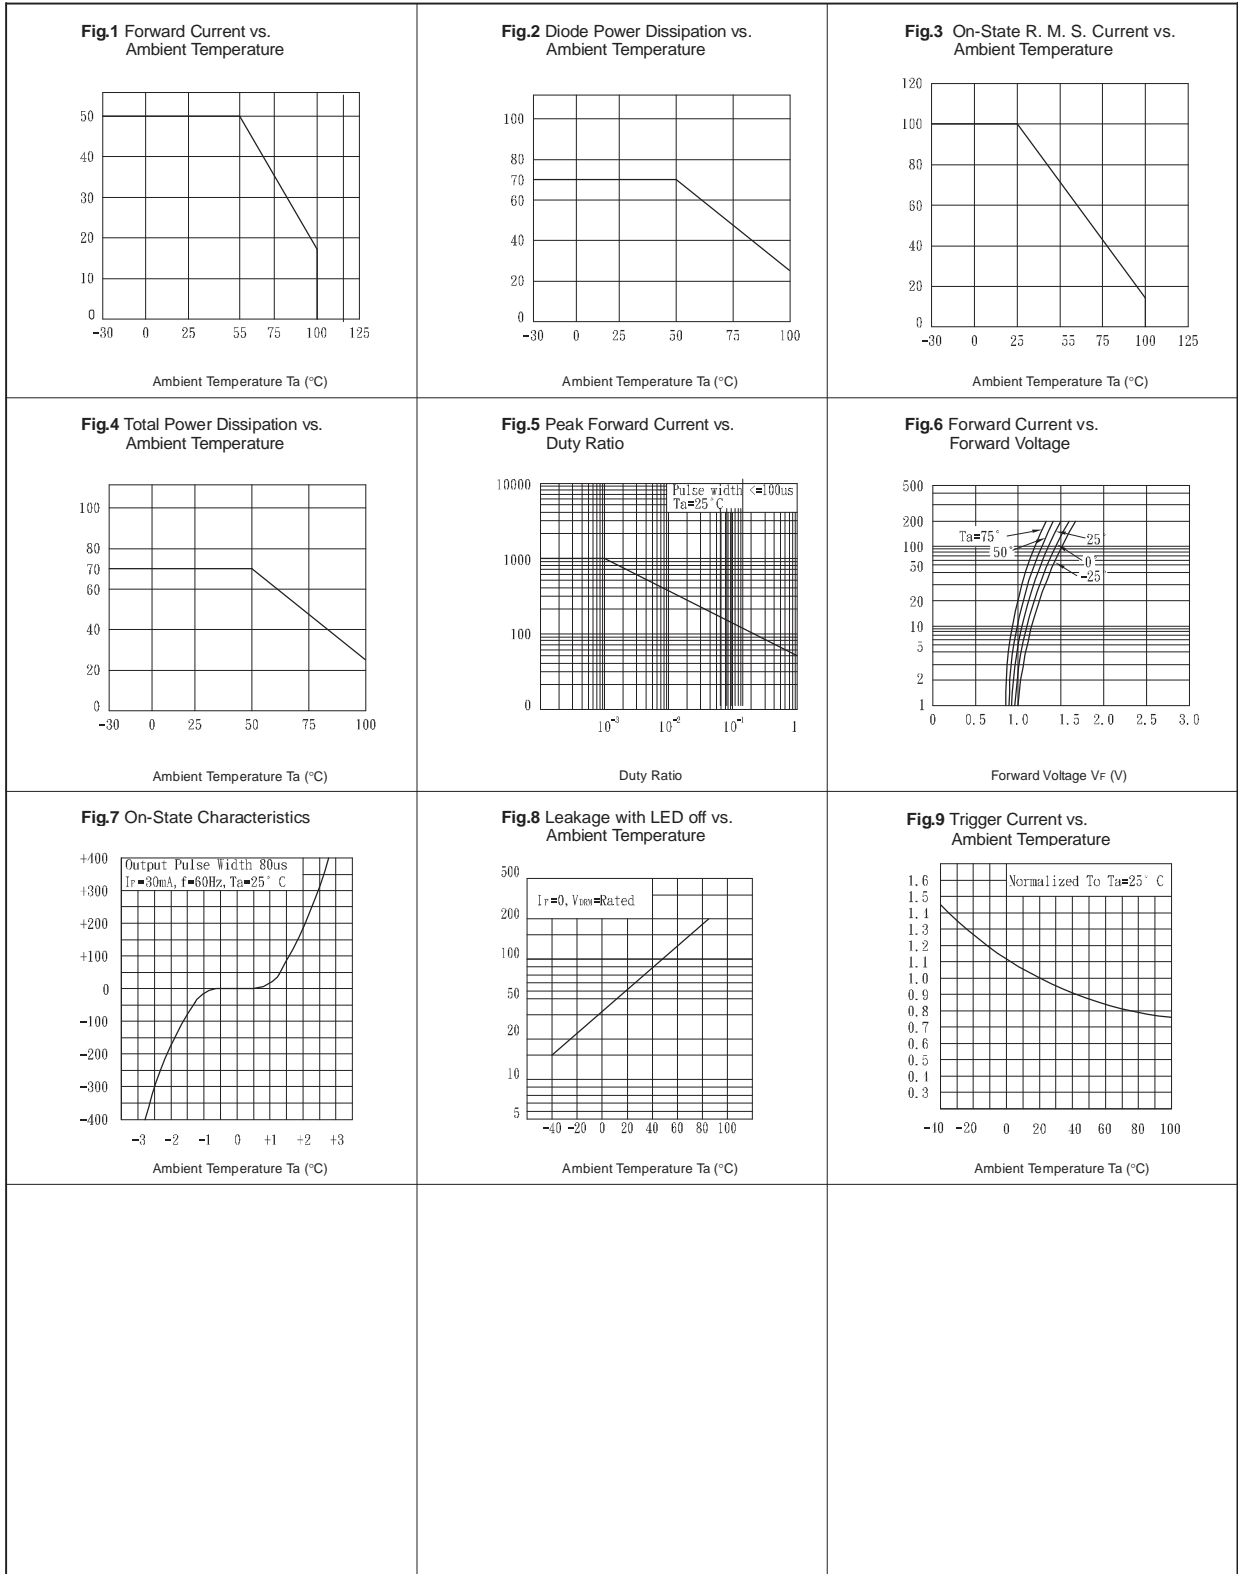 Fig.1 Forward Current vs.
Ambient Temperature
50
40
30
20
10
0
-30 0 25 55 75 100 125
Ambient Temperature Ta (°C)
Fig.2 Diode Power Dissipation vs.
Ambient Temperature
100
80
70
60
40
20
0
-30 0 25 50 75 100
Ambient Temperature Ta (°C)
Fig.3 On-State R. M. S. Current vs.
Ambient Temperature
120
100
80
60
40
20
0
-30 0 25 55 75 100 125
Ambient Temperature Ta (°C)
Fig.4 Total Power Dissipation vs.
Ambient Temperature
100
80
70
60
40
20
0
-30 0 25 50 75 100
Ambient Temperature Ta (°C)
Fig.5 Peak Forward Current vs.
Duty Ratio
10000
Pulse width <=100us
Ta=25°C
1000
100
0
10⁻³ 10⁻² 10⁻¹ 1
Duty Ratio
Fig.6 Forward Current vs.
Forward Voltage
500
200
Ta=75° 25°
100
50° 0°
50
-25°
20
10
5
2
1
0 0.5 1.0 1.5 2.0 2.5 3.0
Forward Voltage VF (V)
Fig.7 On-State Characteristics
+400
Output Pulse Width 80us
IF=30mA, f=60Hz, Ta=25° C
+300
+200
+100
0
-100
-200
-300
-400
-3 -2 -1 0 +1 +2 +3
Ambient Temperature Ta (°C)
Fig.8 Leakage with LED off vs.
Ambient Temperature
500
IF=0, VDRM=Rated
200
100
50
20
10
5
-40 -20 0 20 40 60 80 100
Ambient Temperature Ta (°C)
Fig.9 Trigger Current vs.
Ambient Temperature
1.6
Normalized To Ta=25° C
1.5
1.4
1.3
1.2
1.1
1.0
0.9
0.8
0.7
0.6
0.5
0.4
0.3
-40 -20 0 20 40 60 80 100
Ambient Temperature Ta (°C)